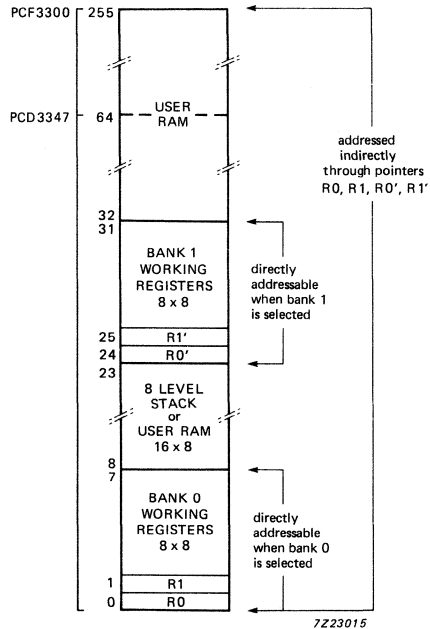 PCF3300
255
PCD3347
64
USER
RAM
addressed
indirectly
through pointers
R0, R1, R0', R1'
32
31
BANK 1
WORKING
REGISTERS
8 x 8
directly
addressable
when bank 1
is selected
25
R1'
24
R0'
23
8 LEVEL
STACK
or
USER RAM
16 x 8
8
7
BANK 0
WORKING
REGISTERS
8 x 8
directly
addressable
when bank 0
is selected
1
R1
0
R0
7Z23015